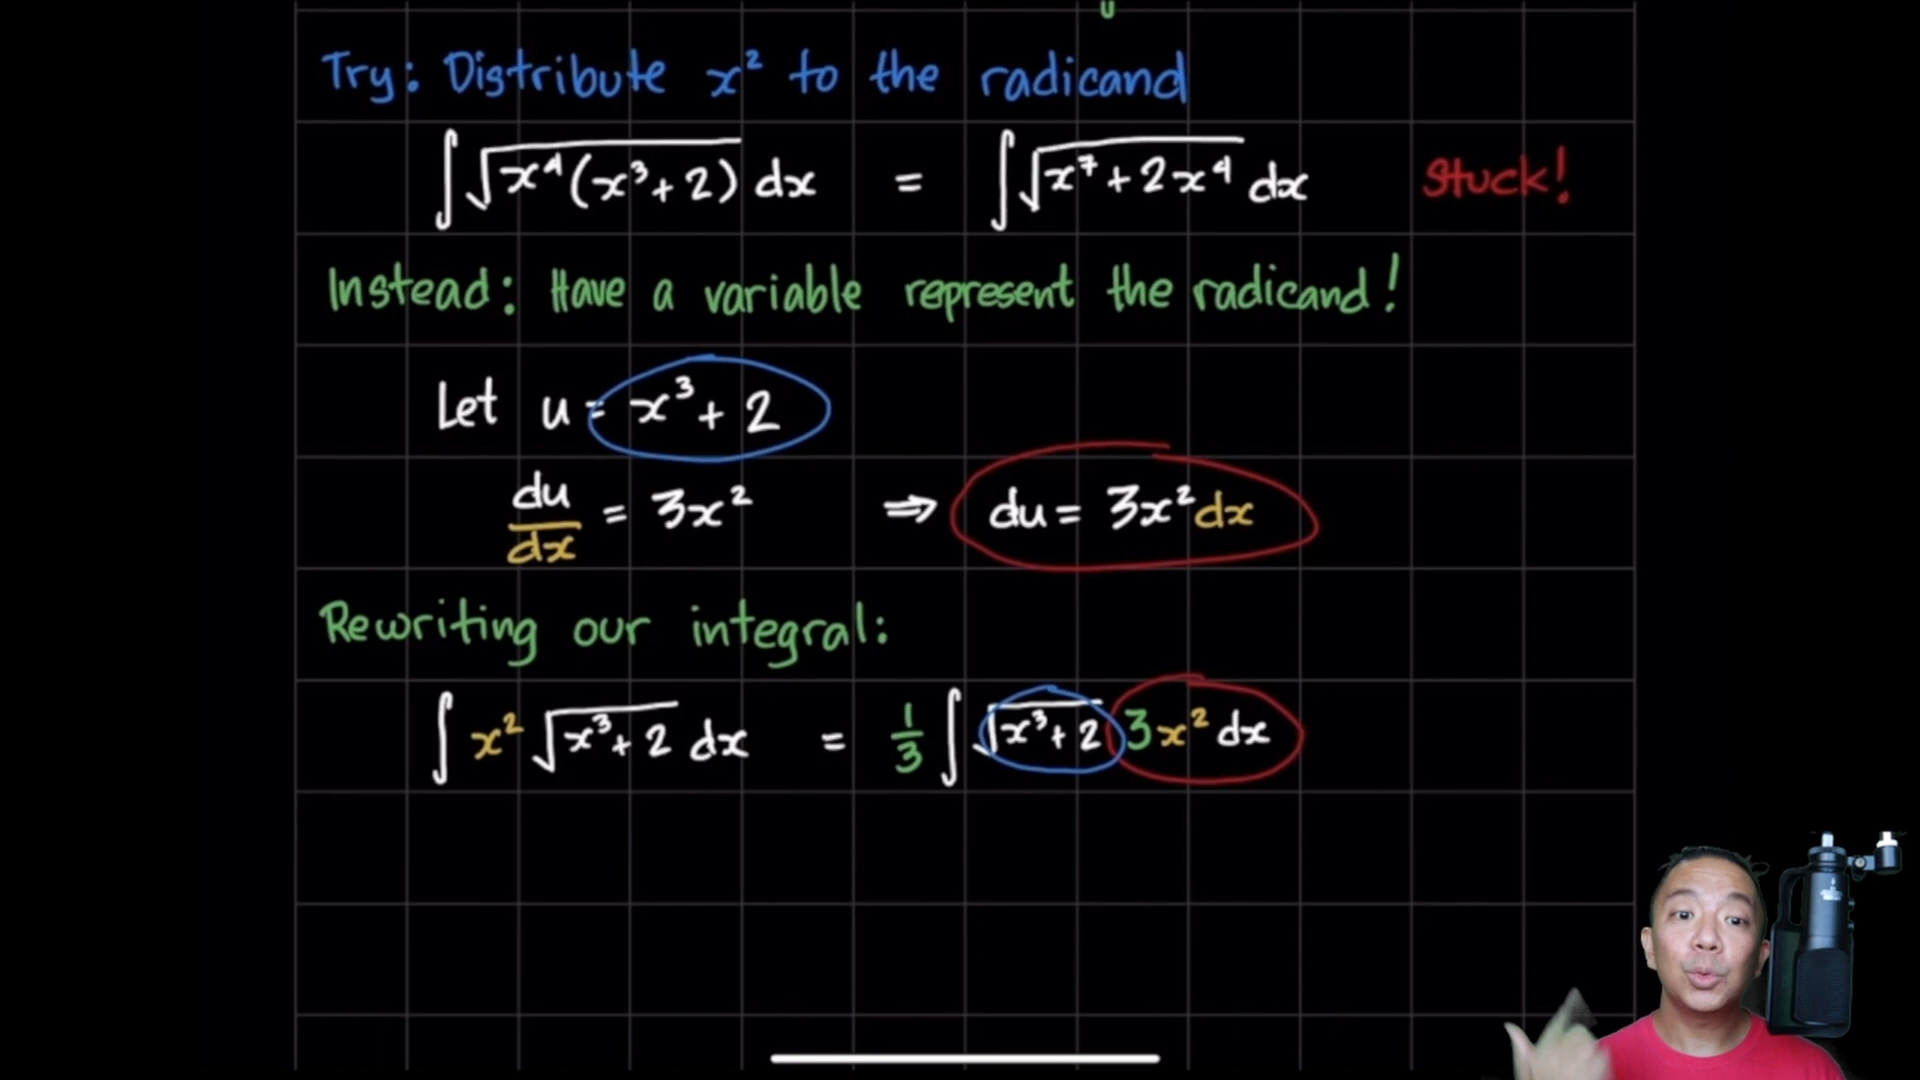 u
Try: Distribute x² to the radicand
∫√(x⁴(x³+2)) dx = ∫√(x⁷+2x⁴) dx Stuck!
Instead: Have a variable represent the radicand!
Let u = x³+ 2
du/dx = 3x² ⇒ du = 3x² dx
Rewriting our integral:
∫ x² √(x³+2) dx = 1/3 ∫ √(x³+2) 3x² dx